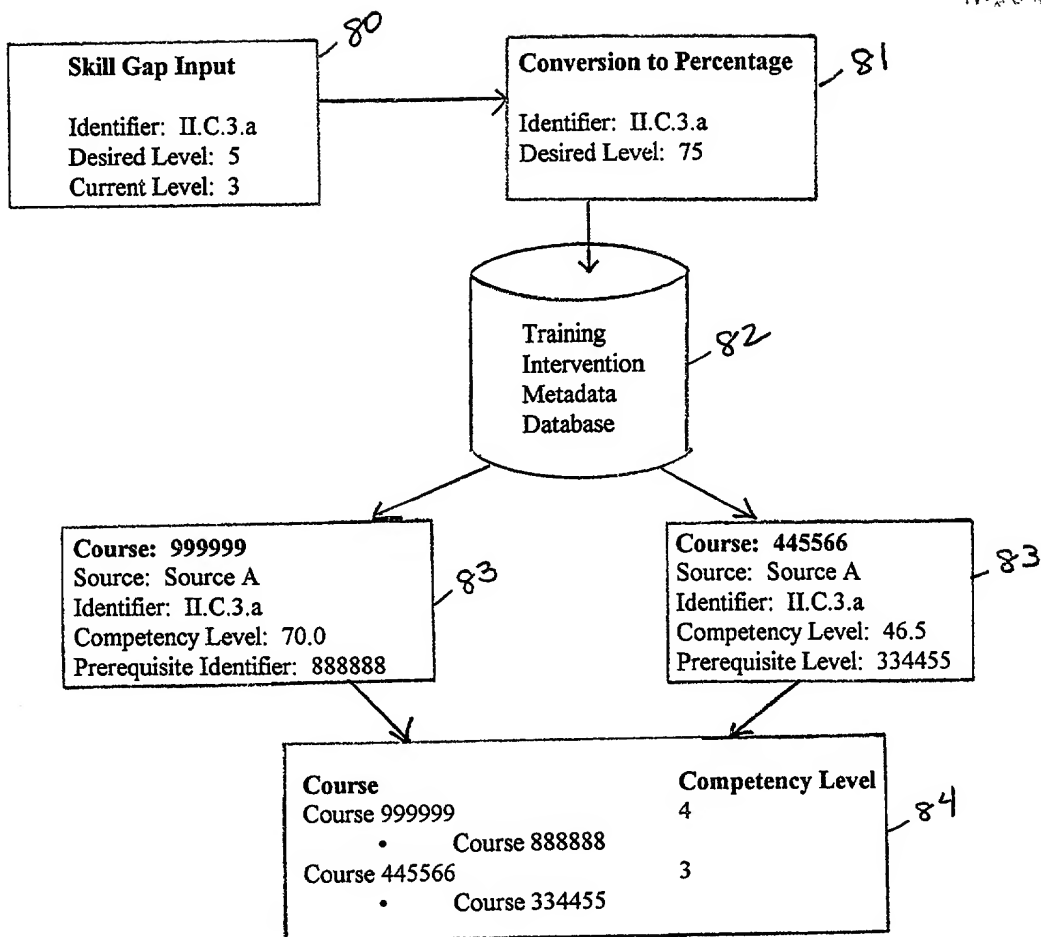 80
Skill Gap Input
Identifier: II.C.3.a
Desired Level: 5
Current Level: 3
81
Conversion to Percentage
Identifier: II.C.3.a
Desired Level: 75
82
Training
Intervention
Metadata
Database
83
Course: 999999
Source: Source A
Identifier: II.C.3.a
Competency Level: 70.0
Prerequisite Identifier: 888888
83
Course: 445566
Source: Source A
Identifier: II.C.3.a
Competency Level: 46.5
Prerequisite Level: 334455
84
Course Competency Level
Course 999999 4
• Course 888888
Course 445566 3
• Course 334455